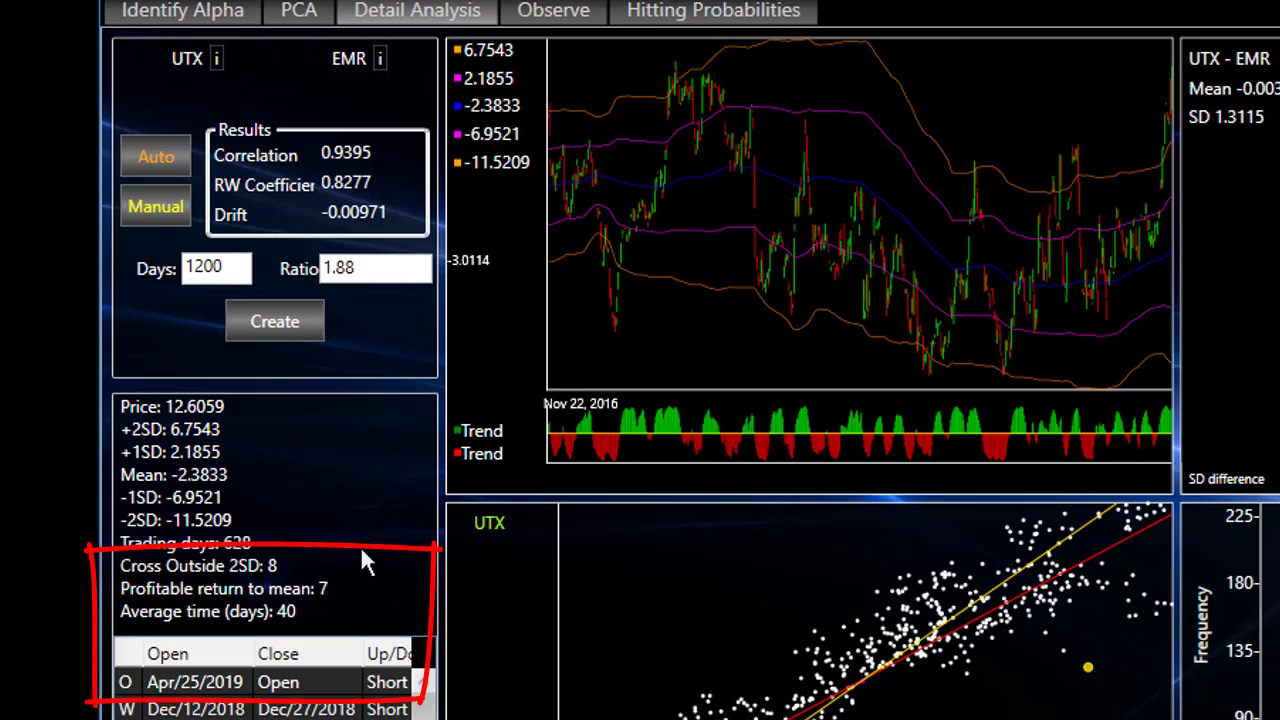 Identify Alpha PCA Detail Analysis Observe Hitting Probabilities
UTX i EMR i
Auto
Manual
Results
Correlation 0.9395
RW Coefficier 0.8277
Drift -0.00971
Days: 1200 Ratio 1.88
Create
6.7543
2.1855
-2.3833
-6.9521
-11.5209
-3.0114
Nov 22, 2016
Trend
Trend
UTX - EMR
Mean -0.003
SD 1.3115
SD difference
Price: 12.6059
+2SD: 6.7543
+1SD: 2.1855
Mean: -2.3833
-1SD: -6.9521
-2SD: -11.5209
Trading days: 628
Cross Outside 2SD: 8
Profitable return to mean: 7
Average time (days): 40
Open Close Up/Do
O Apr/25/2019 Open Short
W Dec/12/2018 Dec/27/2018 Short
UTX
Frequency
225
180
135
90